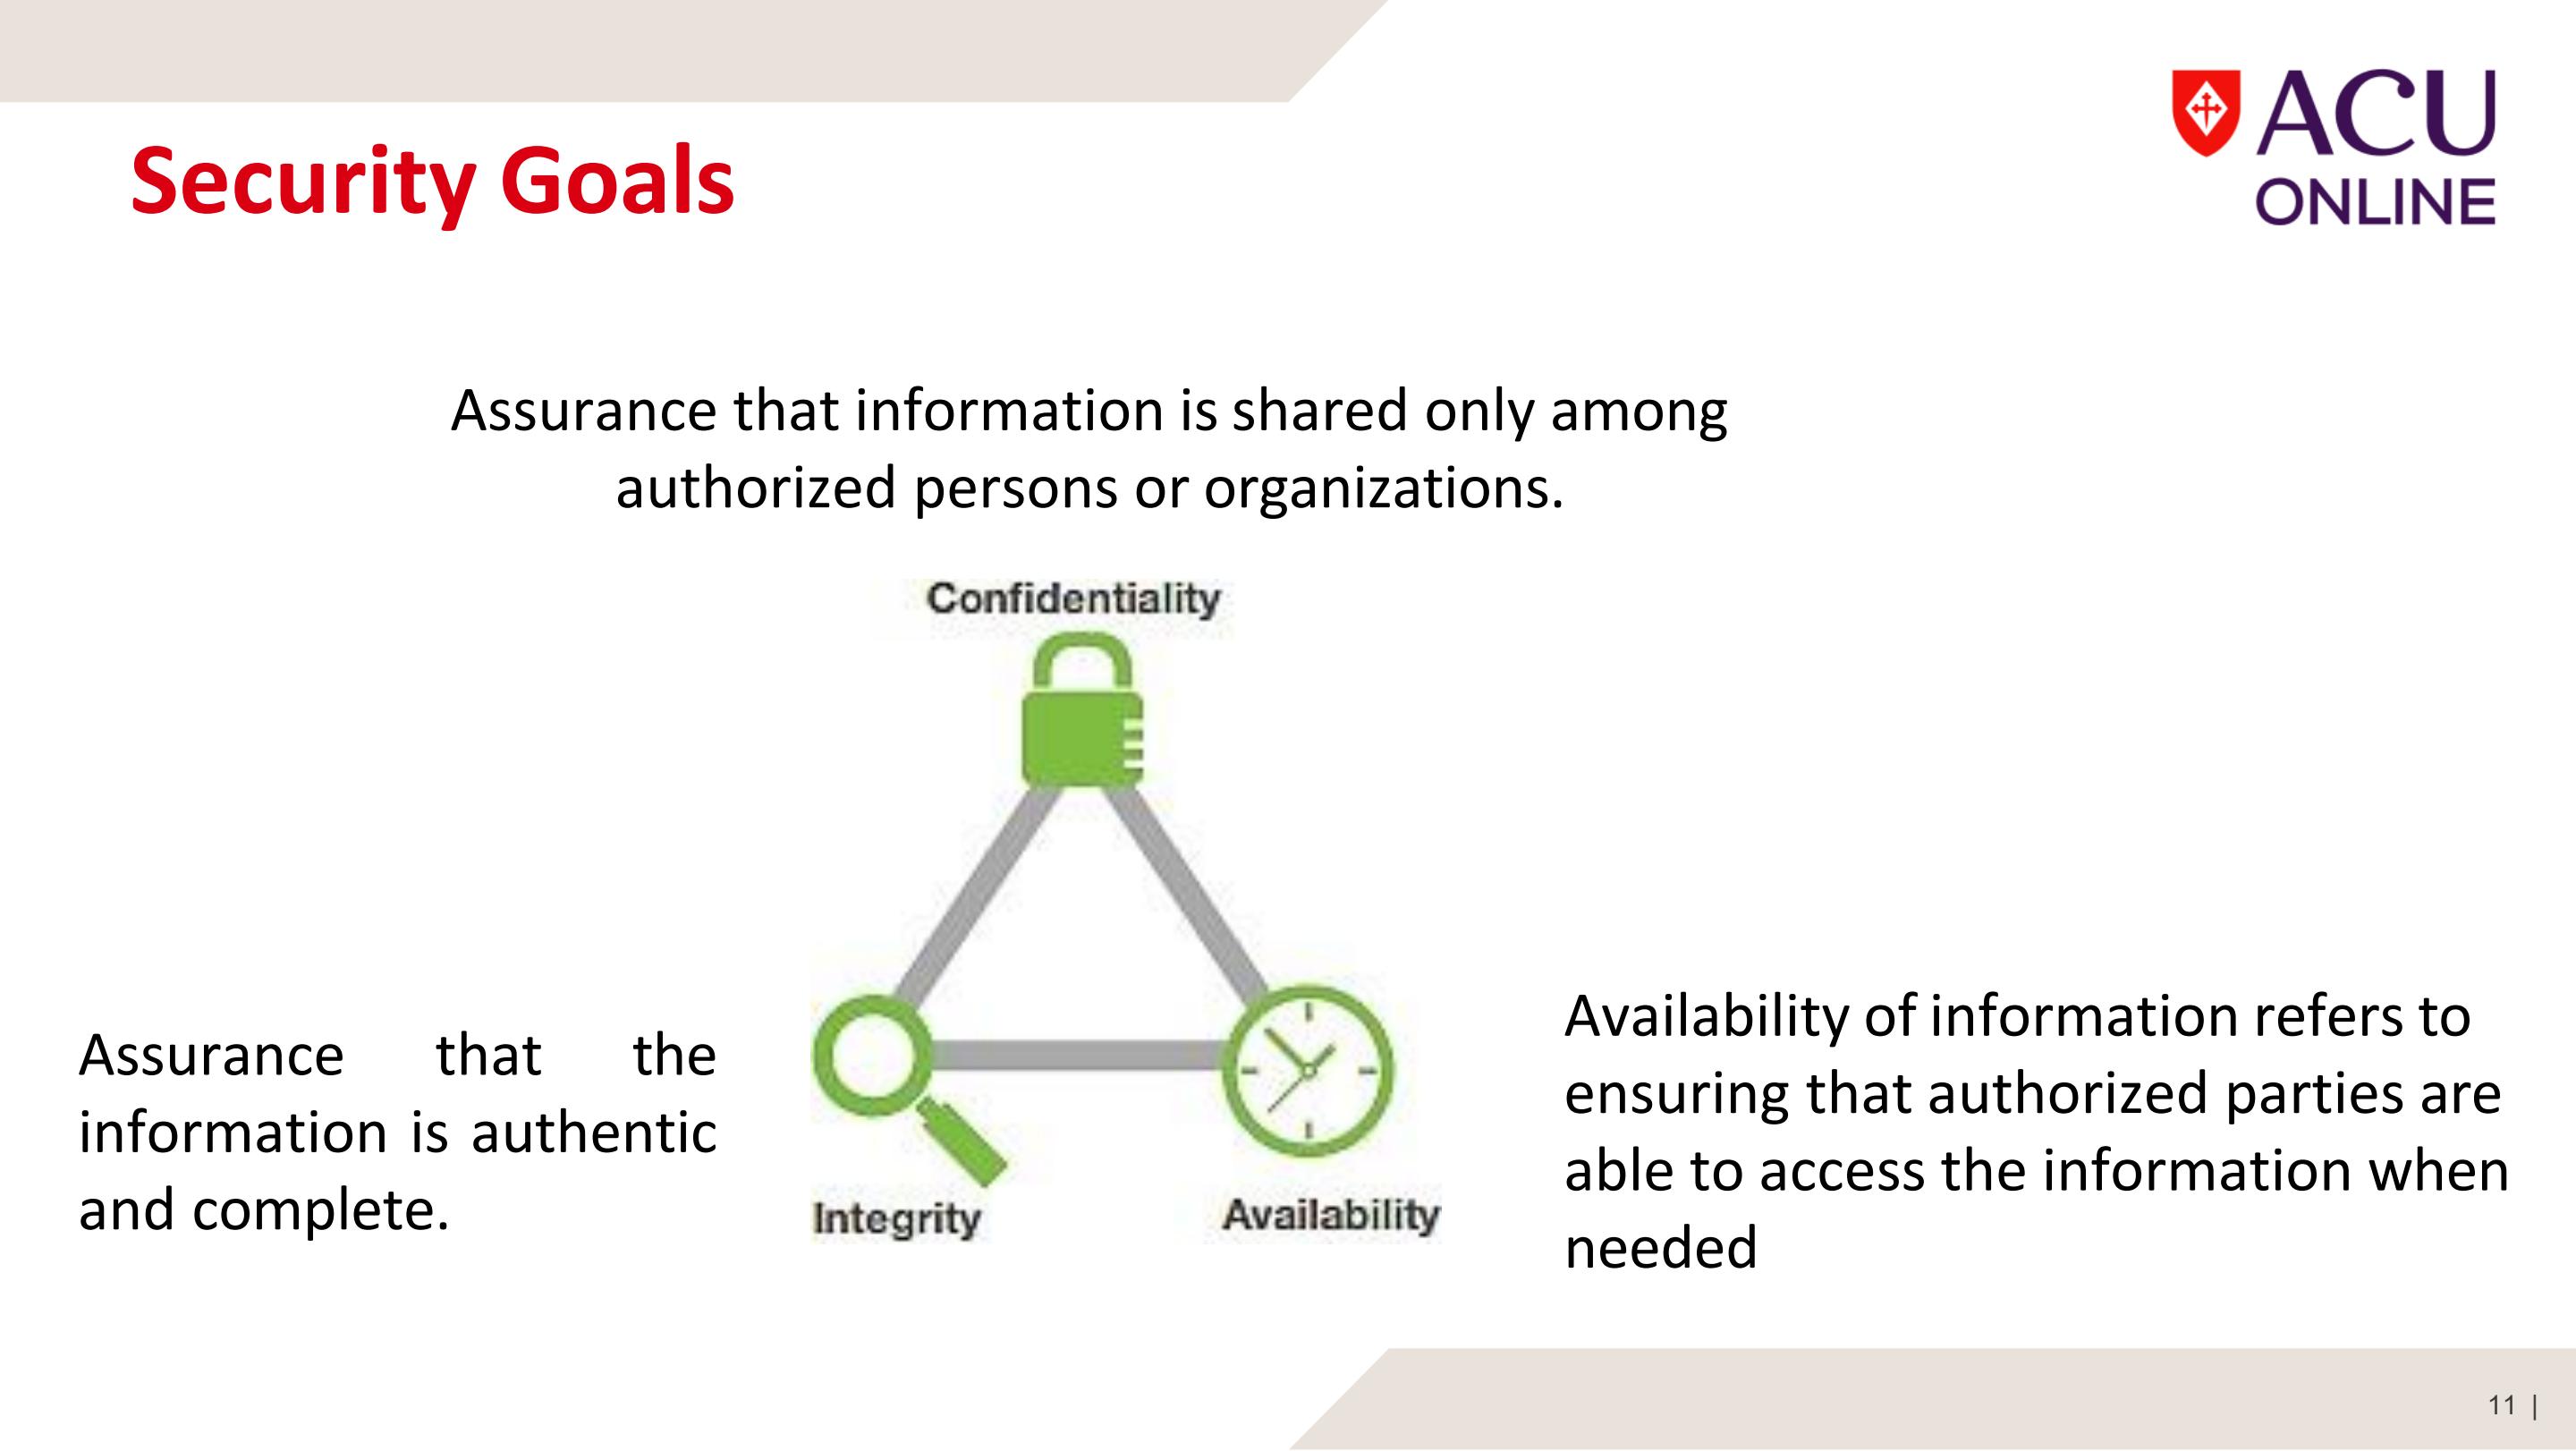 ACU
ONLINE
Security Goals
Assurance that information is shared only among
authorized persons or organizations.
Confidentiality
Assurance that the
information is authentic
and complete.
Integrity
Availability
Availability of information refers to
ensuring that authorized parties are
able to access the information when
needed
11 |